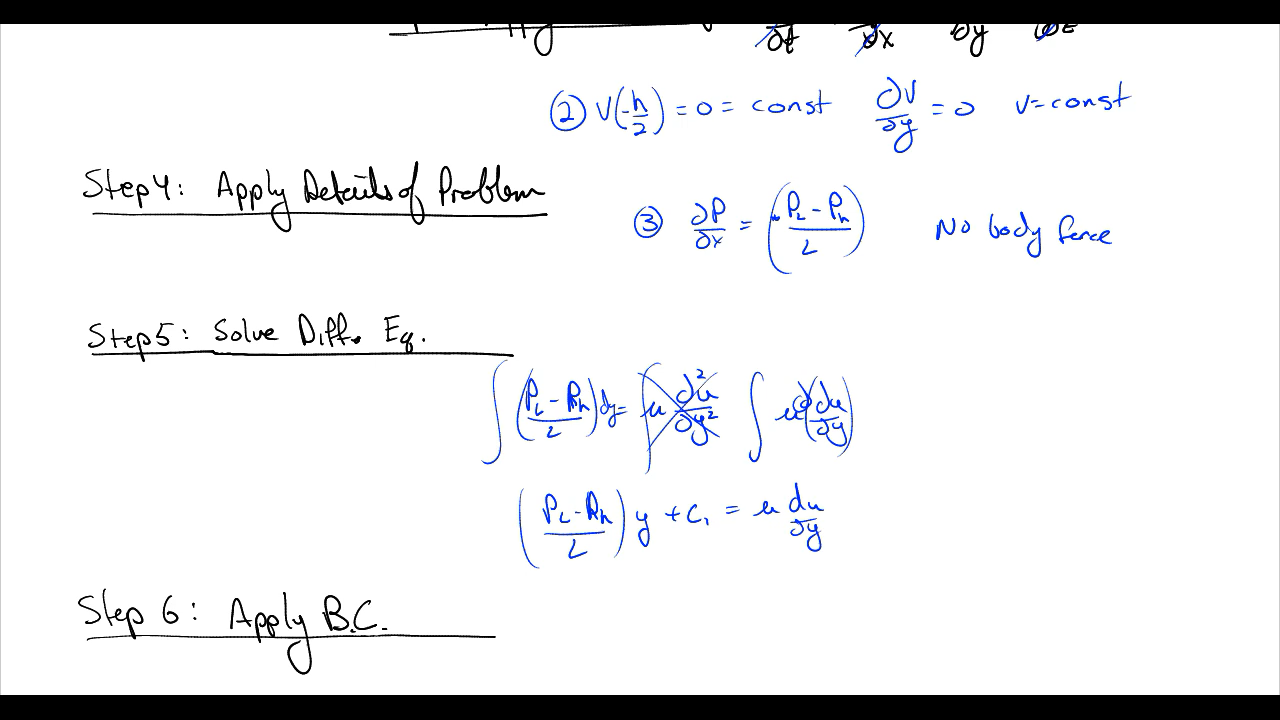 ∂t ∂x ∂y ∂z
② V(-h/2) = 0 = const ∂V/∂y = 0 V=const
Step 4: Apply Details of Problem
③ ∂P/∂x = (P_L - P_h / L) No body force
Step 5: Solve Diff. Eq.
∫ (P_L - P_h / L) dy = ∫ μ ∂²u/∂y² ∫ μ d(du/dy)
(P_L - P_h / L) y + C₁ = μ du/dy
Step 6: Apply B.C.